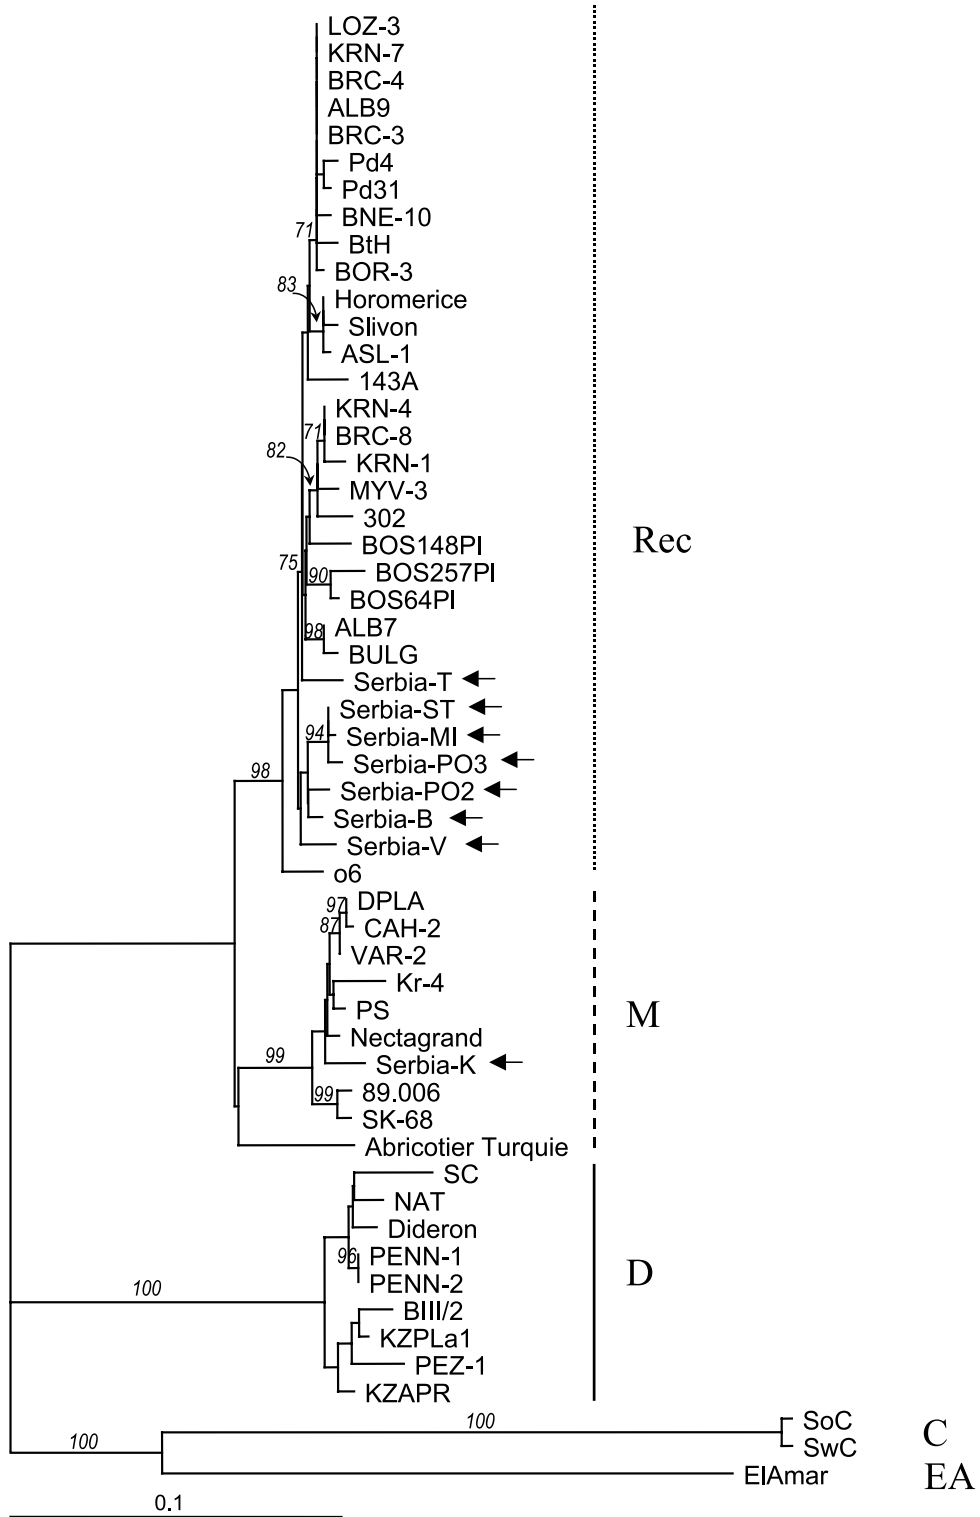 LOZ-3
KRN-7
BRC-4
ALB9
BRC-3
Pd4
Pd31
BNE-10
71
BtH
BOR-3
83
Horomerice
Slivon
ASL-1
143A
KRN-4
71
BRC-8
82
KRN-1
MYV-3
302
Rec
BOS148Pl
75
90
BOS257Pl
BOS64Pl
98
ALB7
BULG
Serbia-T
Serbia-ST
94
Serbia-MI
Serbia-PO3
98
Serbia-PO2
Serbia-B
Serbia-V
o6
97
DPLA
87
CAH-2
VAR-2
Kr-4
PS
M
Nectagrand
99
Serbia-K
99
89.006
SK-68
Abricotier Turquie
SC
NAT
Dideron
96
PENN-1
D
100
PENN-2
BIII/2
KZPLa1
PEZ-1
KZAPR
100
SoC
C
100
SwC
ElAmar
EA
0.1